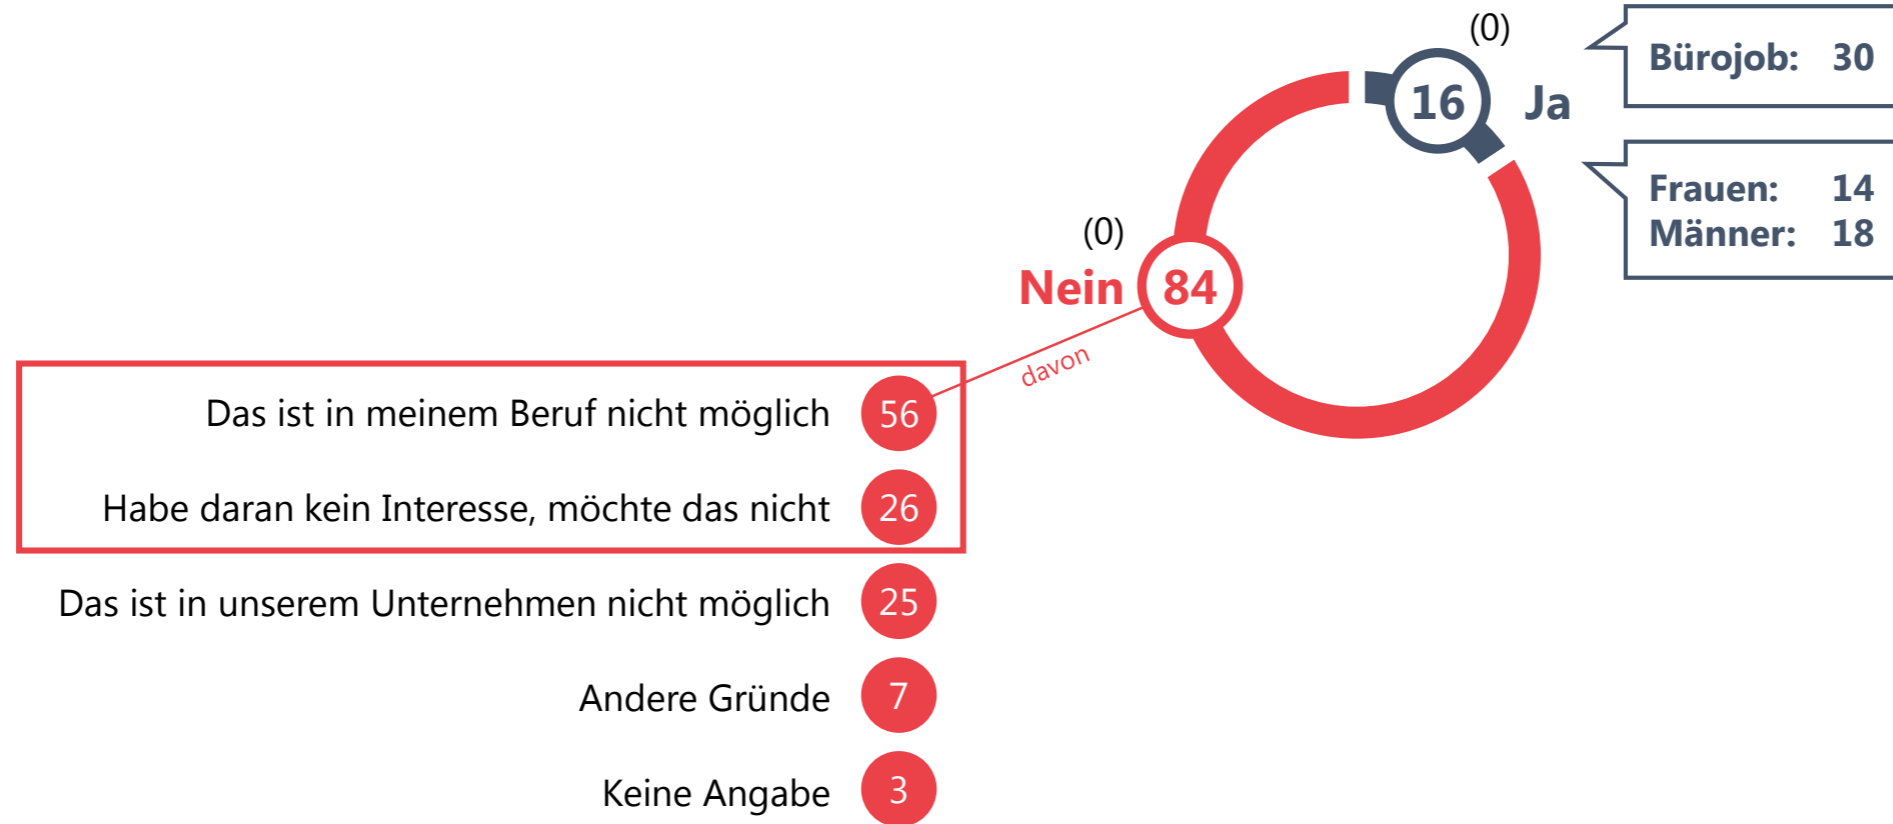 (0)
16 Ja
Bürojob: 30
Frauen: 14
Männer: 18
(0)
Nein 84
davon
Das ist in meinem Beruf nicht möglich 56
Habe daran kein Interesse, möchte das nicht 26
Das ist in unserem Unternehmen nicht möglich 25
Andere Gründe 7
Keine Angabe 3